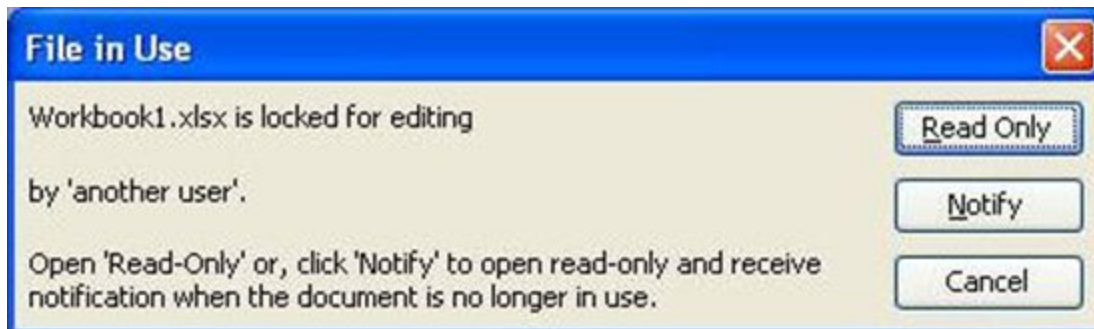 File in Use
Workbook1.xlsx is locked for editing
Read Only
by 'another user'.
Notify
Open 'Read-Only' or, click 'Notify' to open read-only and receive
notification when the document is no longer in use.
Cancel